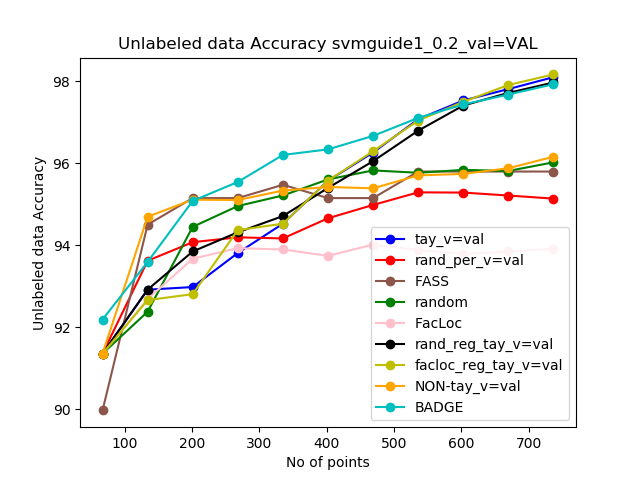 Unlabeled data Accuracy svmguide1_0.2_val=VAL
98
96
94
92
90
Unlabeled data Accuracy
tay_v=val
rand_per_v=val
FASS
random
FacLoc
rand_reg_tay_v=val
facloc_reg_tay_v=val
NON-tay_v=val
BADGE
100 200 300 400 500 600 700
No of points